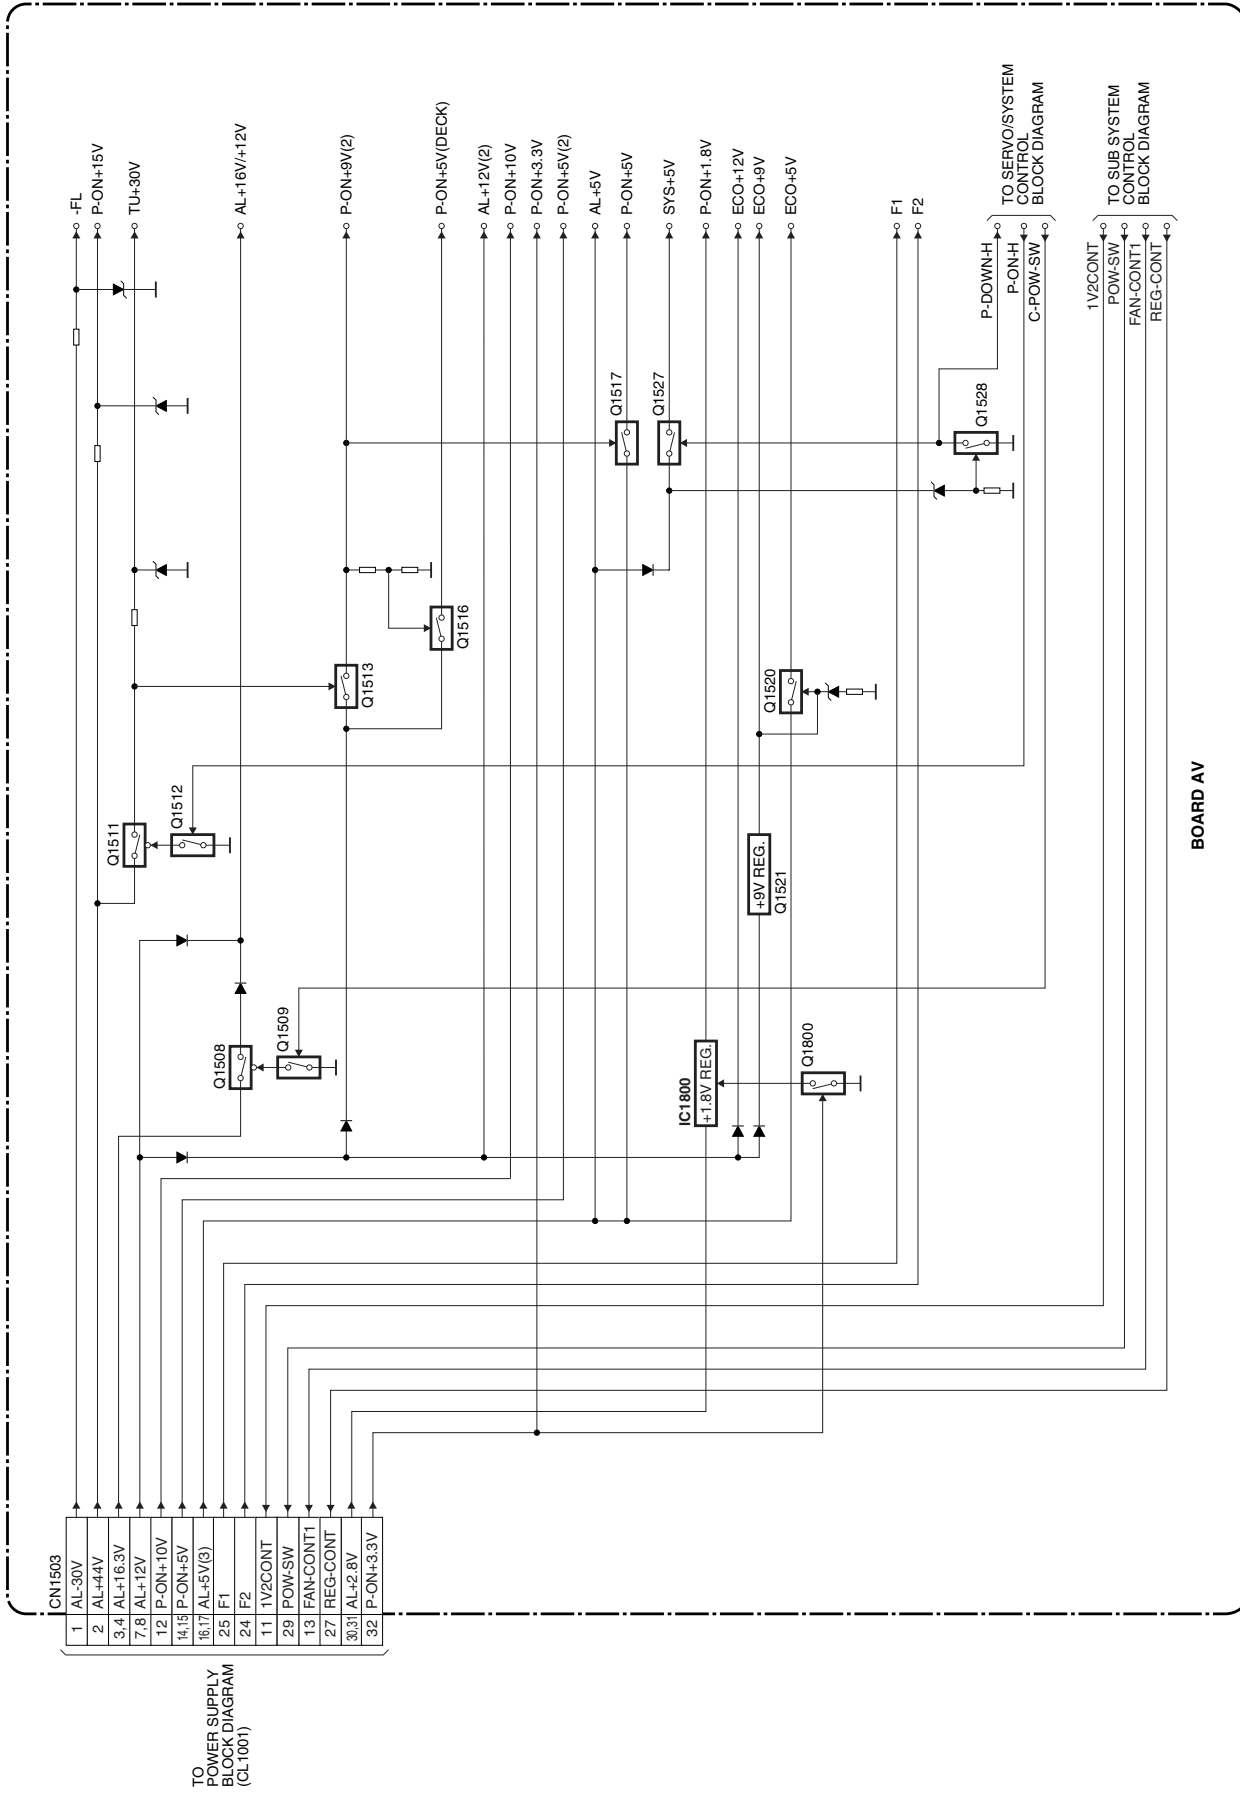 TO
POWER SUPPLY
BLOCK DIAGRAM
(CL1001)
CN1503
1 AL-30V
2 AL+44V
3,4 AL+16.3V
7,8 AL+12V
12 P-ON+10V
14,15 P-ON+5V
16,17 AL+5V(3)
25 F1
24 F2
11 1V2CONT
29 POW-SW
13 FAN-CONT1
27 REG-CONT
30,31 AL+2.8V
32 P-ON+3.3V
Q1508
Q1509
Q1511
Q1512
IC1800
+1.8V REG.
Q1800
+9V REG.
Q1521
Q1513
Q1516
Q1520
Q1517
Q1527
Q1528
-FL
P-ON+15V
TU+30V
AL+16V/+12V
P-ON+9V(2)
P-ON+5V(DECK)
AL+12V(2)
P-ON+10V
P-ON+3.3V
P-ON+5V(2)
AL+5V
P-ON+5V
SYS+5V
P-ON+1.8V
ECO+12V
ECO+9V
ECO+5V
F1
F2
P-DOWN-H
P-ON-H
C-POW-SW
TO SERVO/SYSTEM
CONTROL
BLOCK DIAGRAM
1V2CONT
POW-SW
FAN-CONT1
REG-CONT
TO SUB SYSTEM
CONTROL
BLOCK DIAGRAM
BOARD AV